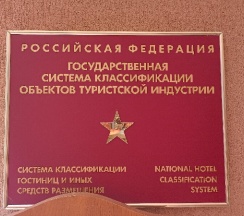 РОССИЙСКАЯ ФЕДЕРАЦИЯ
ГОСУДАРСТВЕННАЯ
СИСТЕМА КЛАССИФИКАЦИИ
ОБЪЕКТОВ ТУРИСТСКОЙ ИНДУСТРИИ
СИСТЕМА КЛАССИФИКАЦИИ
ГОСТИНИЦ И ИНЫХ
СРЕДСТВ РАЗМЕЩЕНИЯ
NATIONAL HOTEL
CLASSIFICATION
SYSTEM